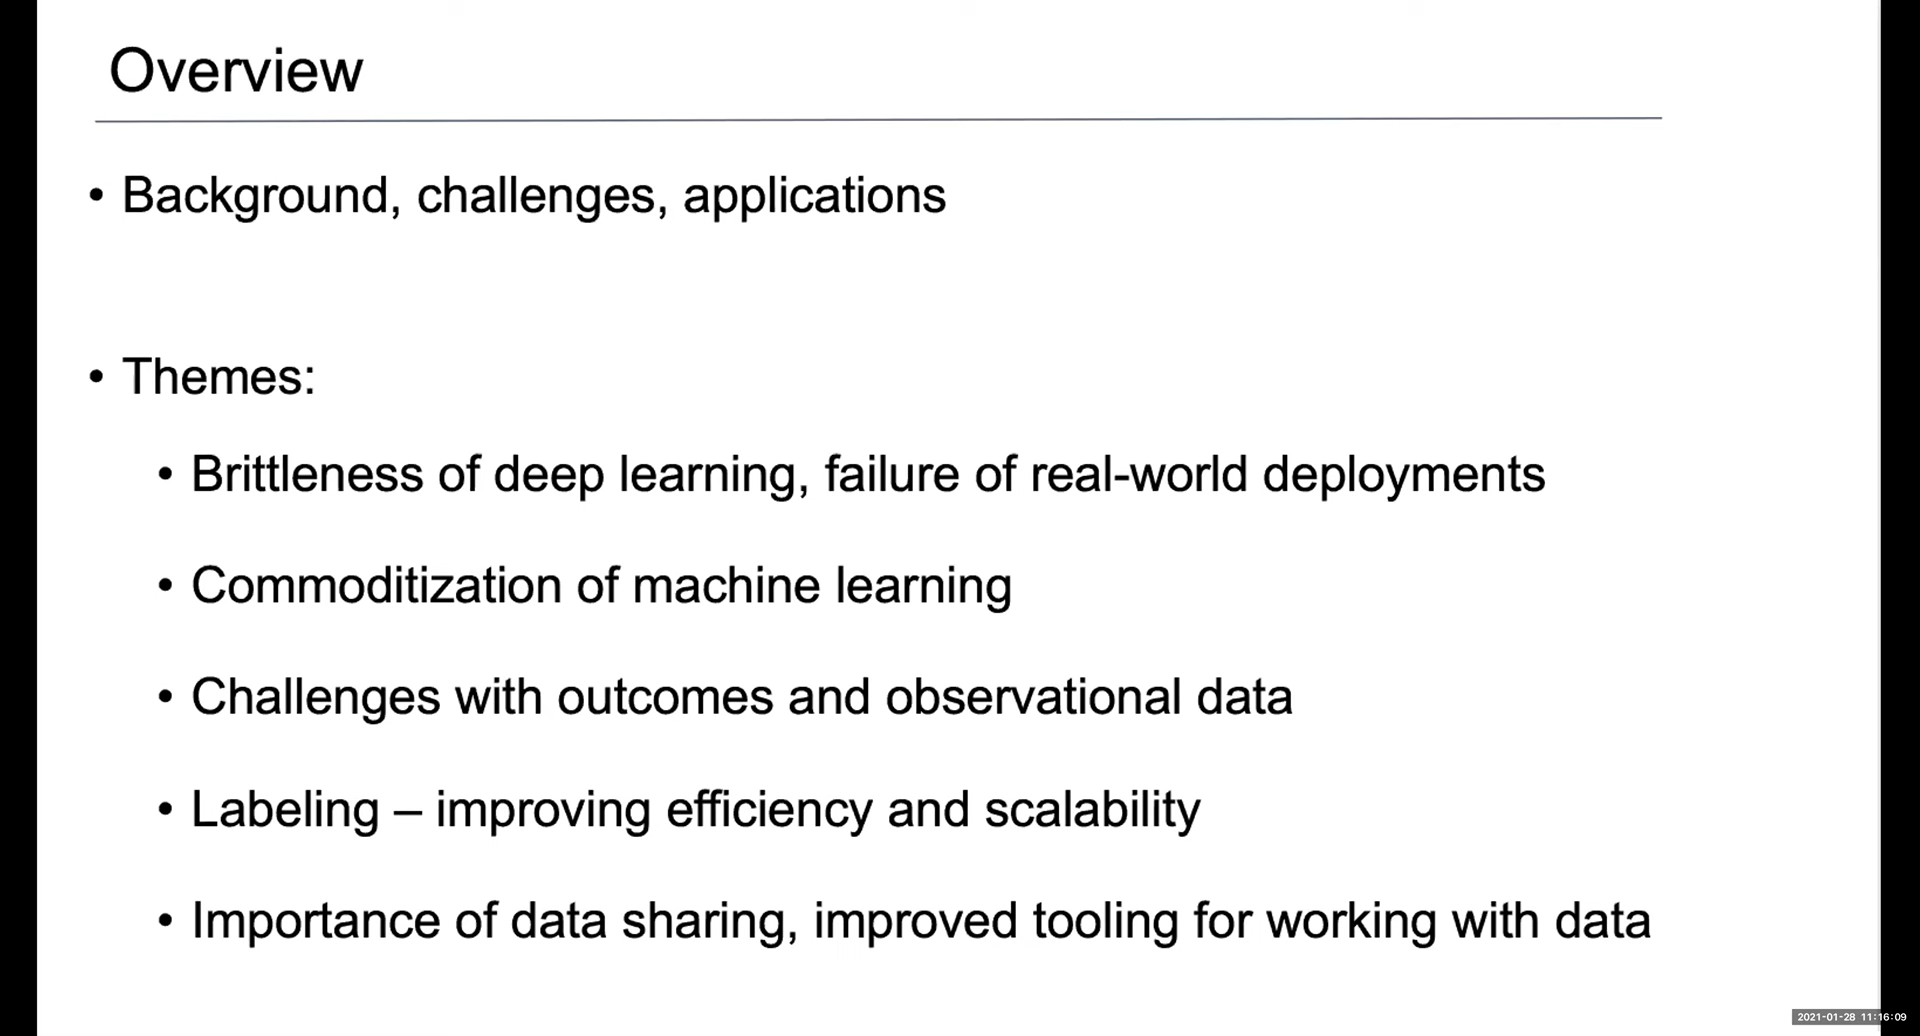 Overview
• Background, challenges, applications
• Themes:
• Brittleness of deep learning, failure of real-world deployments
• Commoditization of machine learning
• Challenges with outcomes and observational data
• Labeling – improving efficiency and scalability
• Importance of data sharing, improved tooling for working with data
2021-01-28 11:16:09